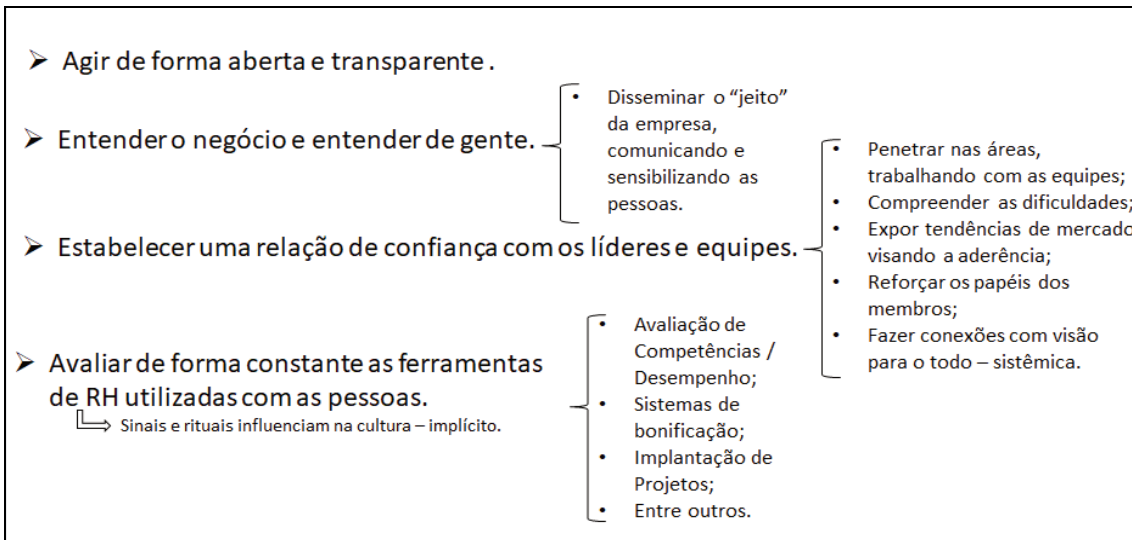 ➢ Agir de forma aberta e transparente .
➢ Entender o negócio e entender de gente.
• Disseminar o “jeito”
da empresa,
comunicando e
sensibilizando as
pessoas.
➢ Estabelecer uma relação de confiança com os líderes e equipes.
• Penetrar nas áreas,
trabalhando com as equipes;
• Compreender as dificuldades;
• Expor tendências de mercado
visando a aderência;
• Reforçar os papéis dos
membros;
• Fazer conexões com visão
para o todo – sistêmica.
➢ Avaliar de forma constante as ferramentas
de RH utilizadas com as pessoas.
Sinais e rituais influenciam na cultura – implícito.
• Avaliação de
Competências /
Desempenho;
• Sistemas de
bonificação;
• Implantação de
Projetos;
• Entre outros.